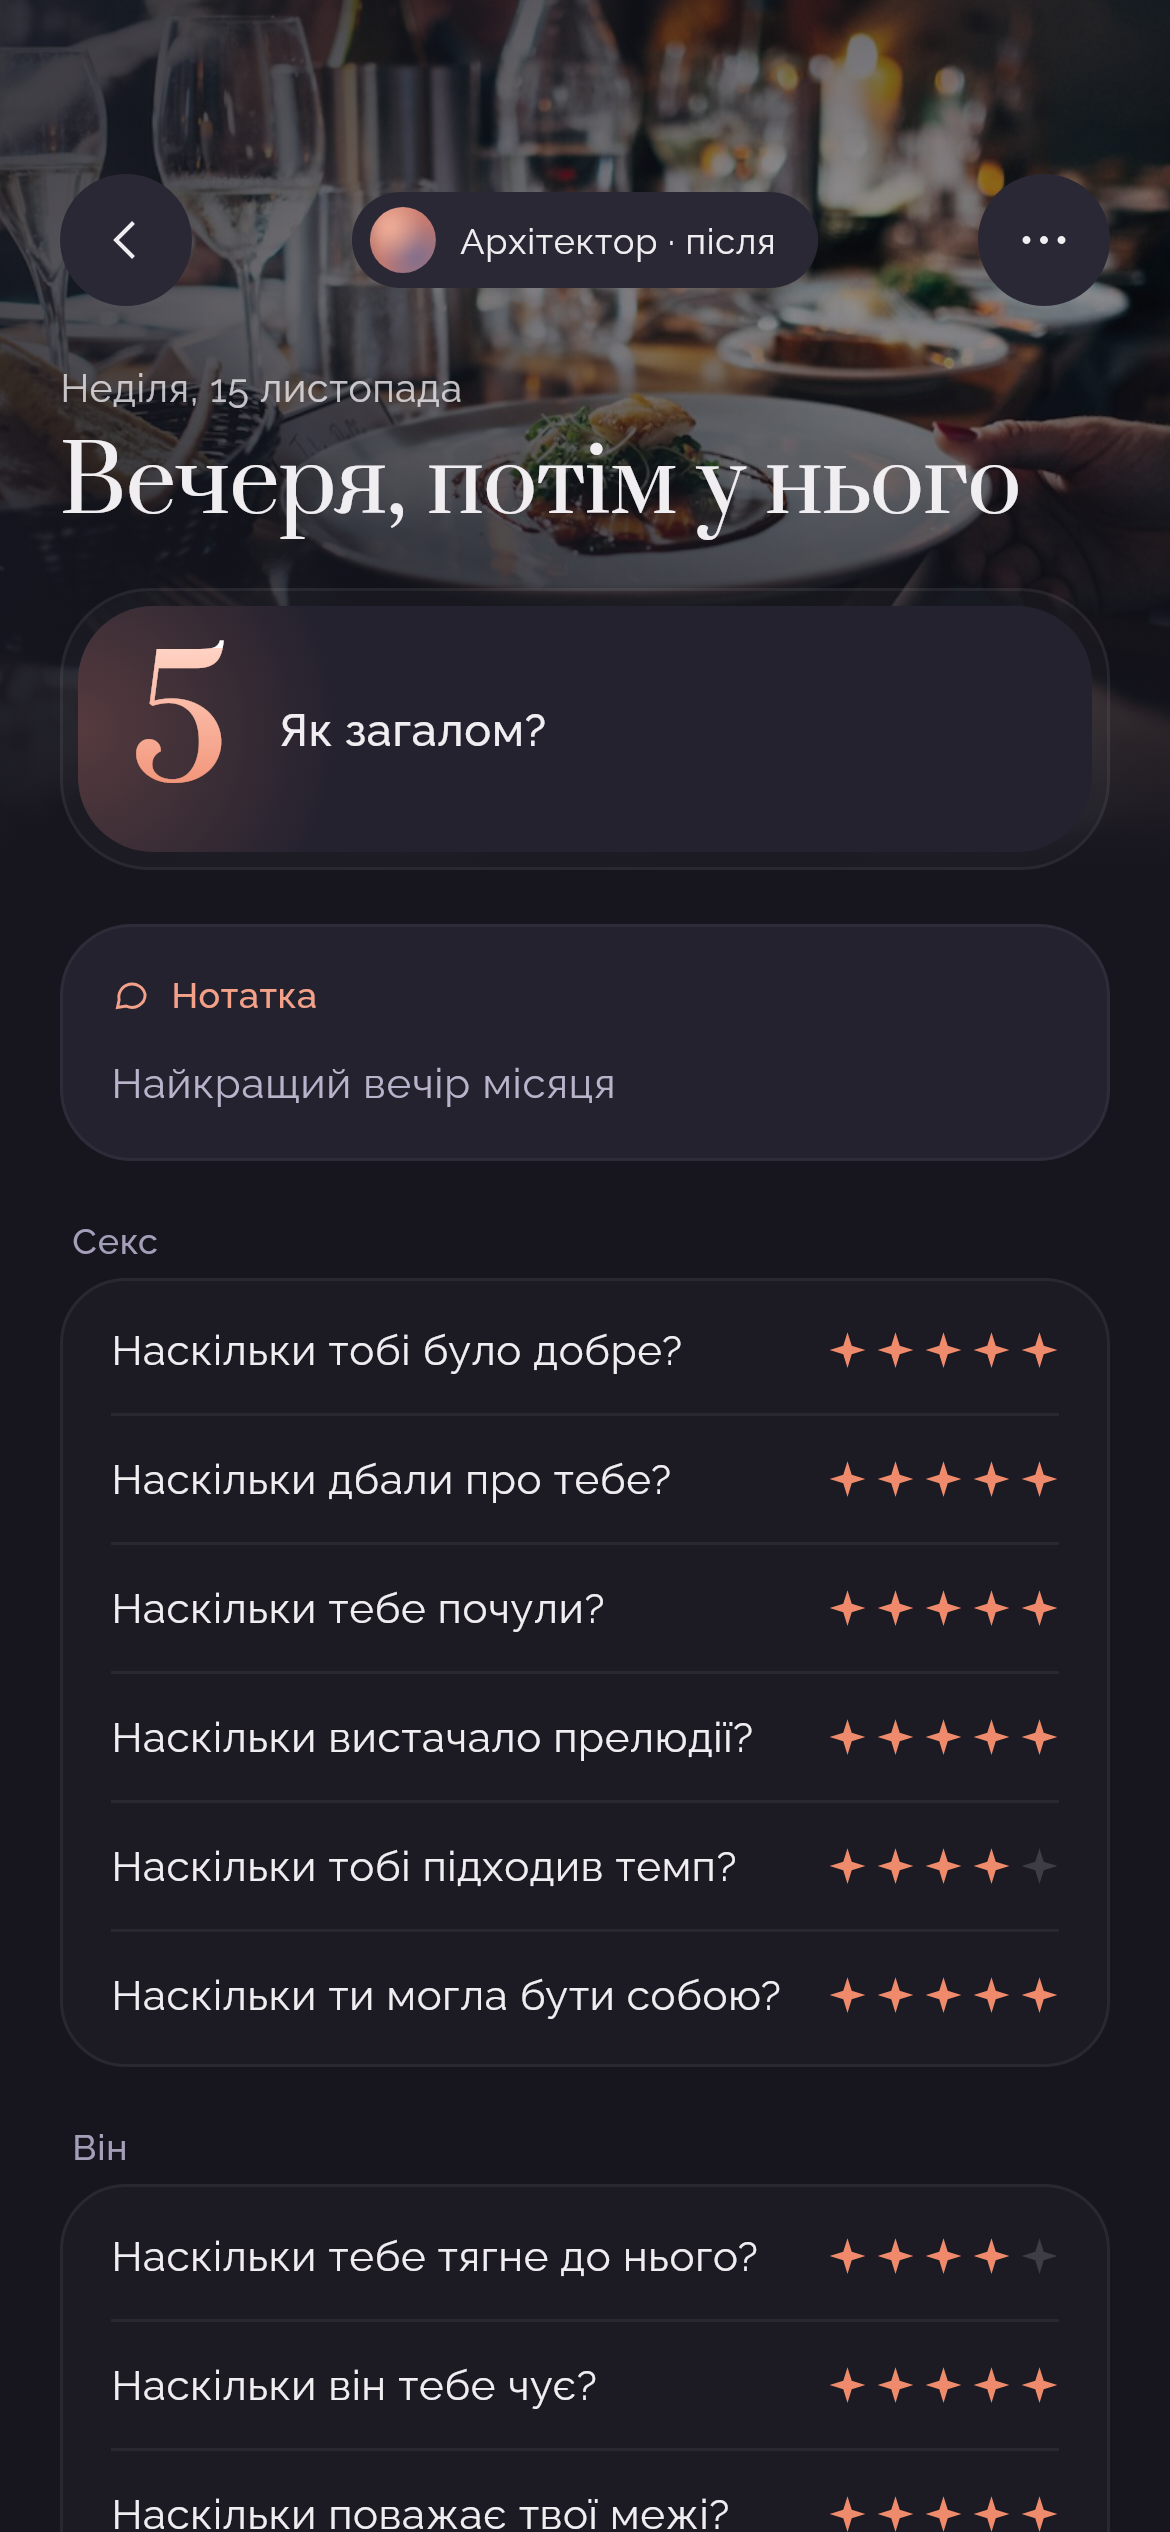 Архітектор · після
Неділя, 15 листопада
Вечеря, потім у нього
5
Як загалом?
Нотатка
Найкращий вечір місяця
Секс
Наскільки тобі було добре?
Наскільки дбали про тебе?
Наскільки тебе почули?
Наскільки вистачало прелюдії?
Наскільки тобі підходив темп?
Наскільки ти могла бути собою?
Він
Наскільки тебе тягне до нього?
Наскільки він тебе чує?
Наскільки поважає твої межі?